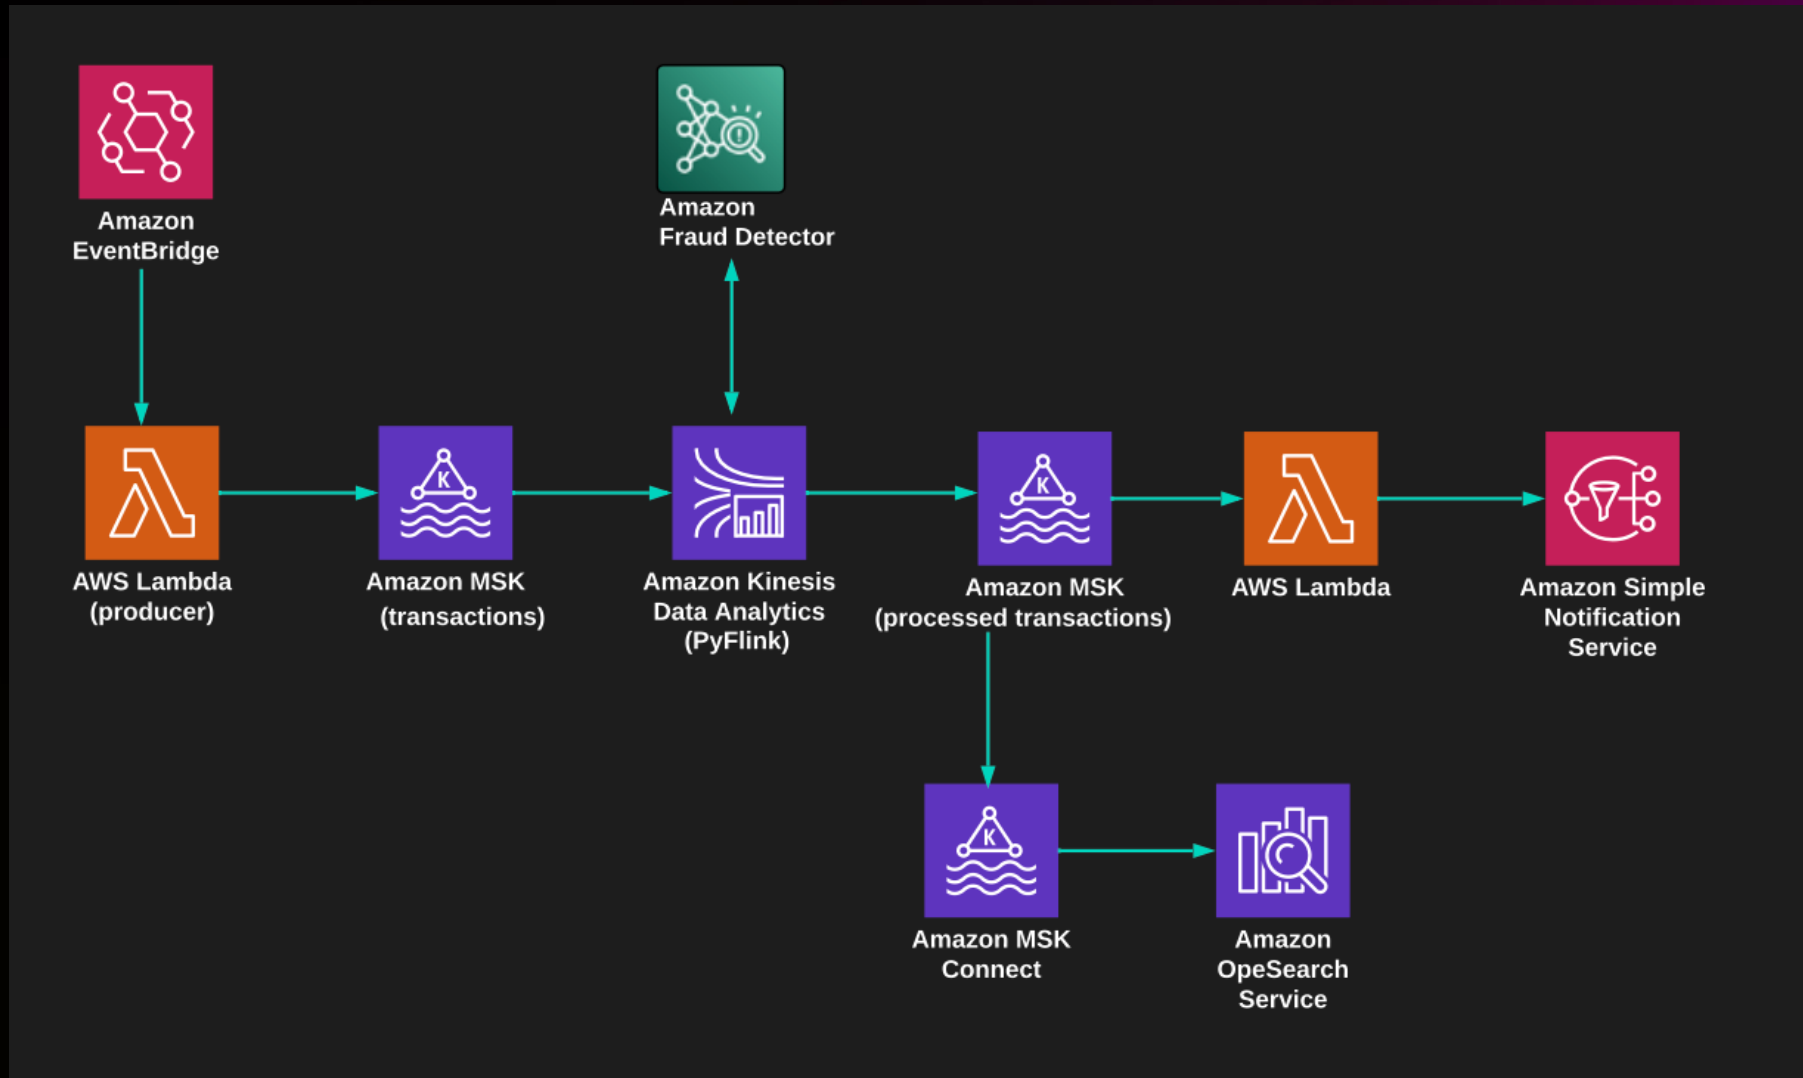 Amazon
EventBridge
Amazon
Fraud Detector
AWS Lambda
(producer)
K
Amazon MSK
(transactions)
Amazon Kinesis
Data Analytics
(PyFlink)
K
Amazon MSK
(processed transactions)
AWS Lambda
Amazon Simple
Notification
Service
K
Amazon MSK
Connect
Amazon
OpeSearch
Service